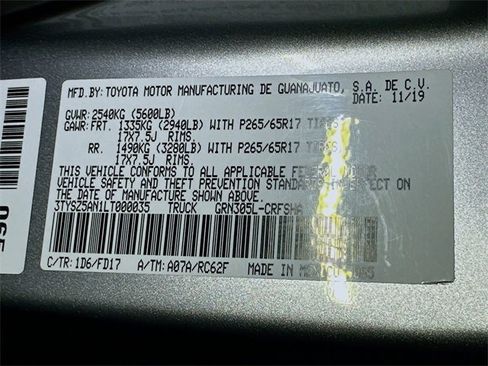 MFD.BY: TOYOTA MOTOR MANUFACTURING DE GUANAJUATO, S.A. DE C.V.
DATE: 11/19
GVWR: 2540KG (5600LB)
GAWR: FRT. 1335KG (2940LB) WITH P265/65R17 TIRES
17X7.5J RIMS.
RR. 1490KG (3280LB) WITH P265/65R17
17X7.5J RIMS.
THIS VEHICLE CONFORMS TO ALL APPLICABLE FEDERAL MOTOR
VEHICLE SAFETY AND THEFT PREVENTION STANDARDS IN EFFECT ON
THE DATE OF MANUFACTURE SHOWN ABOVE.
3TYSZ5AN1LT000035 TRUCK GRN305L-CRFSHA
C/TR: 1D6/FD17 A/TM: A07A/RC62F MADE IN MEXICO